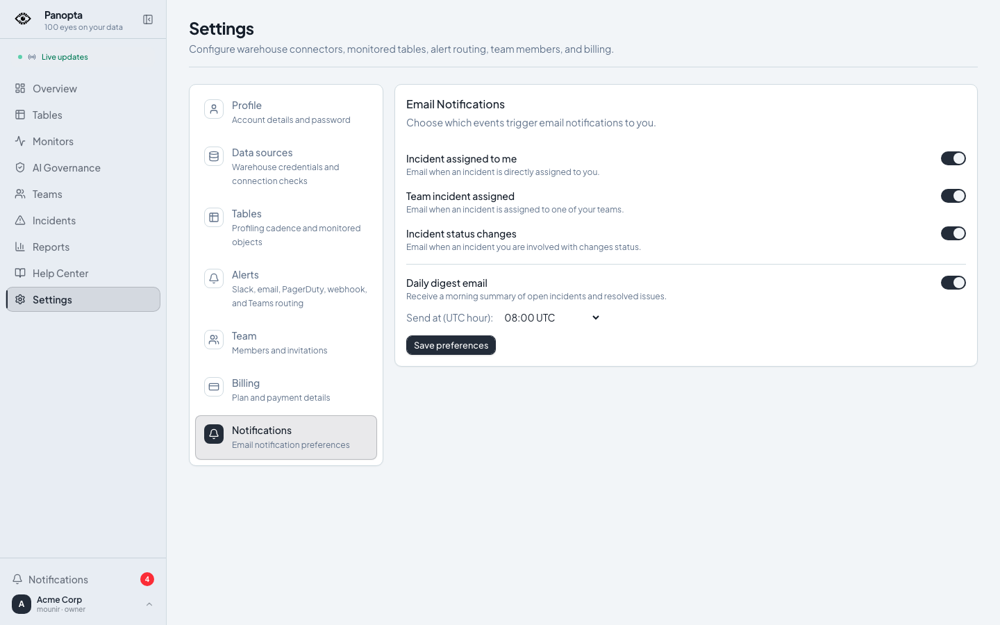 Panopta
100 eyes on your data
Live updates
Overview
Tables
Monitors
AI Governance
Teams
Incidents
Reports
Help Center
Settings
Notifications
4
A
Acme Corp
mounir · owner
Settings
Configure warehouse connectors, monitored tables, alert routing, team members, and billing.
Profile
Account details and password
Data sources
Warehouse credentials and
connection checks
Tables
Profiling cadence and monitored
objects
Alerts
Slack, email, PagerDuty, webhook,
and Teams routing
Team
Members and invitations
Billing
Plan and payment details
Notifications
Email notification preferences
Email Notifications
Choose which events trigger email notifications to you.
Incident assigned to me
Email when an incident is directly assigned to you.
Team incident assigned
Email when an incident is assigned to one of your teams.
Incident status changes
Email when an incident you are involved with changes status.
Daily digest email
Receive a morning summary of open incidents and resolved issues.
Send at (UTC hour): 08:00 UTC
Save preferences